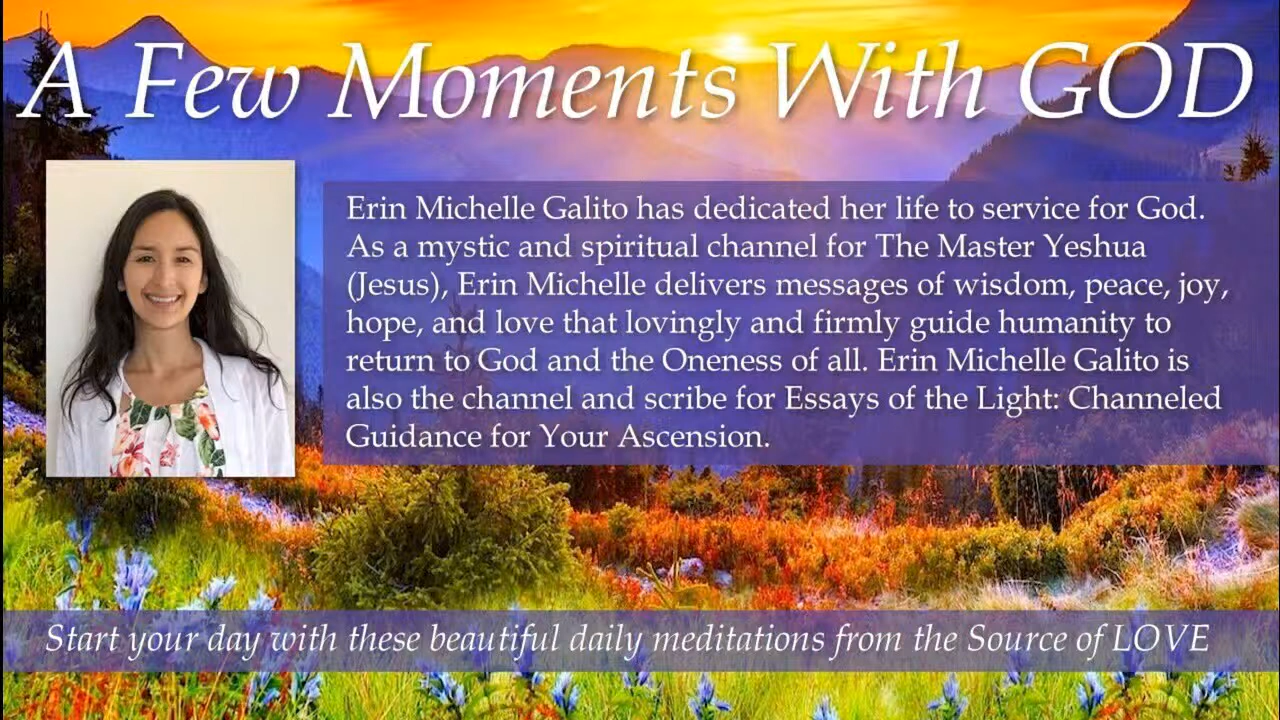 A Few Moments With GOD
Erin Michelle Galito has dedicated her life to service for God.
As a mystic and spiritual channel for The Master Yeshua
(Jesus), Erin Michelle delivers messages of wisdom, peace, joy,
hope, and love that lovingly and firmly guide humanity to
return to God and the Oneness of all. Erin Michelle Galito is
also the channel and scribe for Essays of the Light: Channeled
Guidance for Your Ascension.
Start your day with these beautiful daily meditations from the Source of LOVE